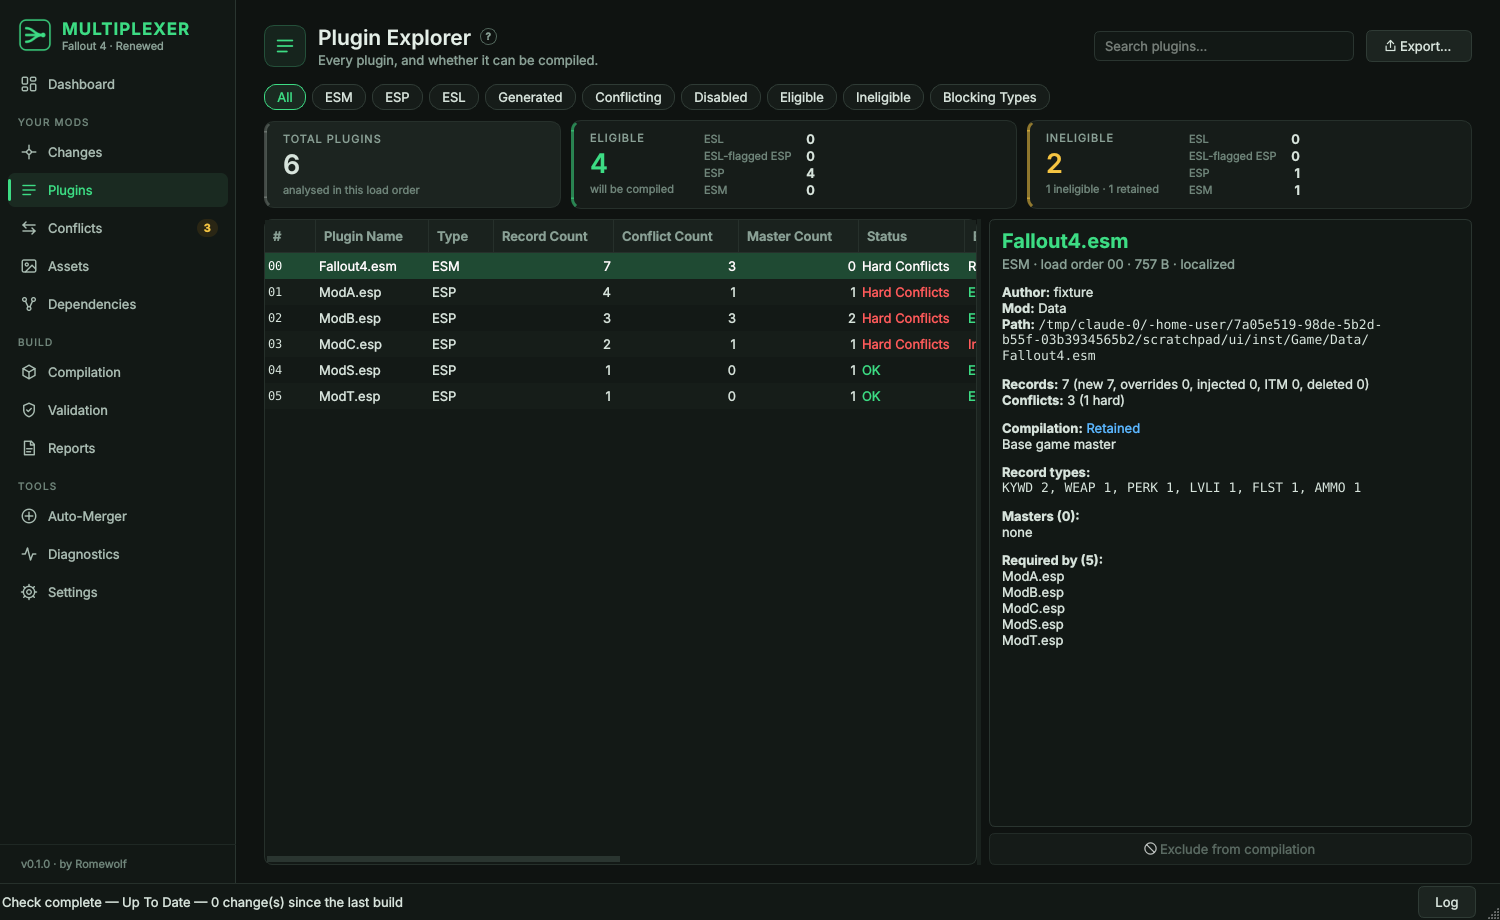 MULTIPLEXER
Fallout 4 · Renewed
Dashboard
YOUR MODS
Changes
Plugins
Conflicts 3
Assets
Dependencies
BUILD
Compilation
Validation
Reports
TOOLS
Auto-Merger
Diagnostics
Settings
v0.1.0 · by Romewolf
Plugin Explorer ?
Every plugin, and whether it can be compiled.
Search plugins...
Export...
All ESM ESP ESL Generated Conflicting Disabled Eligible Ineligible Blocking Types
TOTAL PLUGINS
6
analysed in this load order
ELIGIBLE
4
will be compiled
ESL 0
ESL-flagged ESP 0
ESP 4
ESM 0
INELIGIBLE
2
1 ineligible · 1 retained
ESL 0
ESL-flagged ESP 0
ESP 1
ESM 1
# Plugin Name Type Record Count Conflict Count Master Count Status
00 Fallout4.esm ESM 7 3 0 Hard Conflicts R
01 ModA.esp ESP 4 1 1 Hard Conflicts E
02 ModB.esp ESP 3 3 2 Hard Conflicts E
03 ModC.esp ESP 2 1 1 Hard Conflicts In
04 ModS.esp ESP 1 0 1 OK E
05 ModT.esp ESP 1 0 1 OK E
Fallout4.esm
ESM · load order 00 · 757 B · localized
Author: fixture
Mod: Data
Path: /tmp/claude-0/-home-user/7a05e519-98de-5b2d-
b55f-03b3934565b2/scratchpad/ui/inst/Game/Data/
Fallout4.esm
Records: 7 (new 7, overrides 0, injected 0, ITM 0, deleted 0)
Conflicts: 3 (1 hard)
Compilation: Retained
Base game master
Record types:
KYWD 2, WEAP 1, PERK 1, LVLI 1, FLST 1, AMMO 1
Masters (0):
none
Required by (5):
ModA.esp
ModB.esp
ModC.esp
ModS.esp
ModT.esp
Exclude from compilation
Check complete — Up To Date — 0 change(s) since the last build
Log